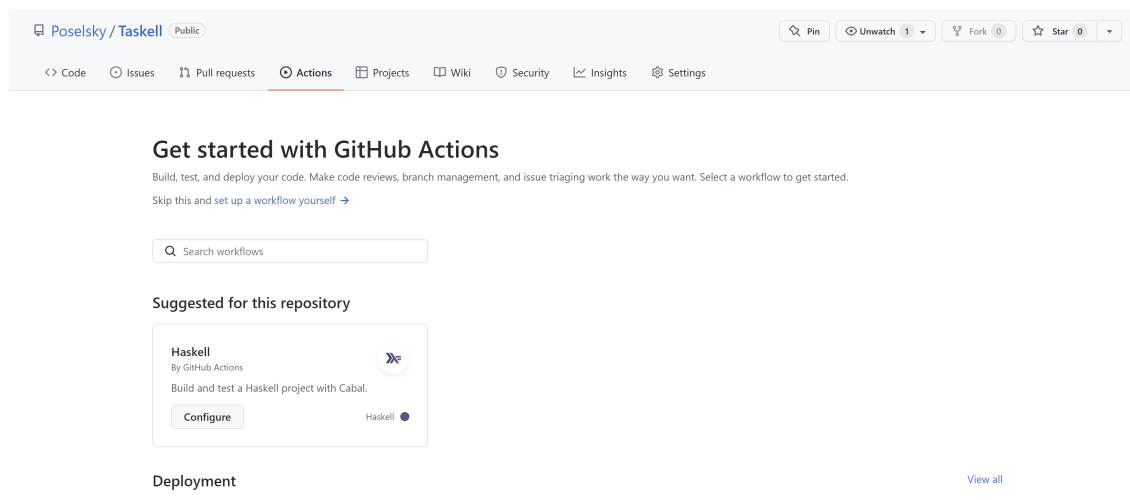 Poselsky / Taskell Public
Pin Unwatch 1 Fork 0 Star 0
Code Issues Pull requests Actions Projects Wiki Security Insights Settings
Get started with GitHub Actions
Build, test, and deploy your code. Make code reviews, branch management, and issue triaging work the way you want. Select a workflow to get started.
Skip this and set up a workflow yourself →
Search workflows
Suggested for this repository
Haskell
By GitHub Actions
Build and test a Haskell project with Cabal.
Configure Haskell
Deployment View all